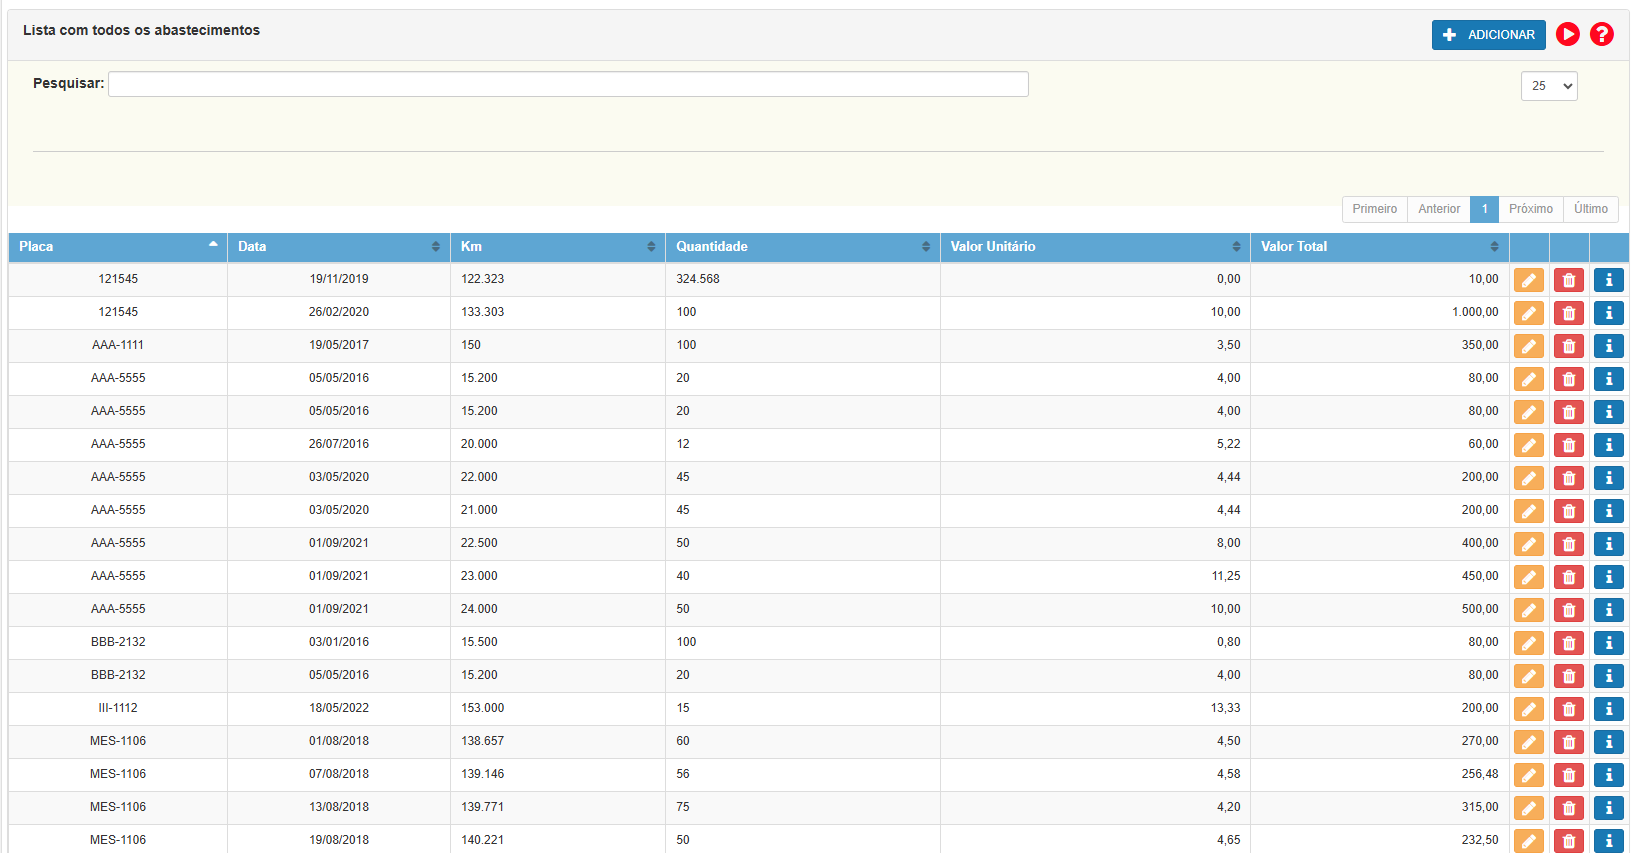 Lista com todos os abastecimentos
ADICIONAR
Pesquisar:
25
Primeiro Anterior 1 Próximo Último
Placa Data Km Quantidade Valor Unitário Valor Total
121545 19/11/2019 122.323 324.568 0,00 10,00
121545 26/02/2020 133.303 100 10,00 1.000,00
AAA-1111 19/05/2017 150 100 3,50 350,00
AAA-5555 05/05/2016 15.200 20 4,00 80,00
AAA-5555 05/05/2016 15.200 20 4,00 80,00
AAA-5555 26/07/2016 20.000 12 5,22 60,00
AAA-5555 03/05/2020 22.000 45 4,44 200,00
AAA-5555 03/05/2020 21.000 45 4,44 200,00
AAA-5555 01/09/2021 22.500 50 8,00 400,00
AAA-5555 01/09/2021 23.000 40 11,25 450,00
AAA-5555 01/09/2021 24.000 50 10,00 500,00
BBB-2132 03/01/2016 15.500 100 0,80 80,00
BBB-2132 05/05/2016 15.200 20 4,00 80,00
III-1112 18/05/2022 153.000 15 13,33 200,00
MES-1106 01/08/2018 138.657 60 4,50 270,00
MES-1106 07/08/2018 139.146 56 4,58 256,48
MES-1106 13/08/2018 139.771 75 4,20 315,00
MES-1106 19/08/2018 140.221 50 4,65 232,50